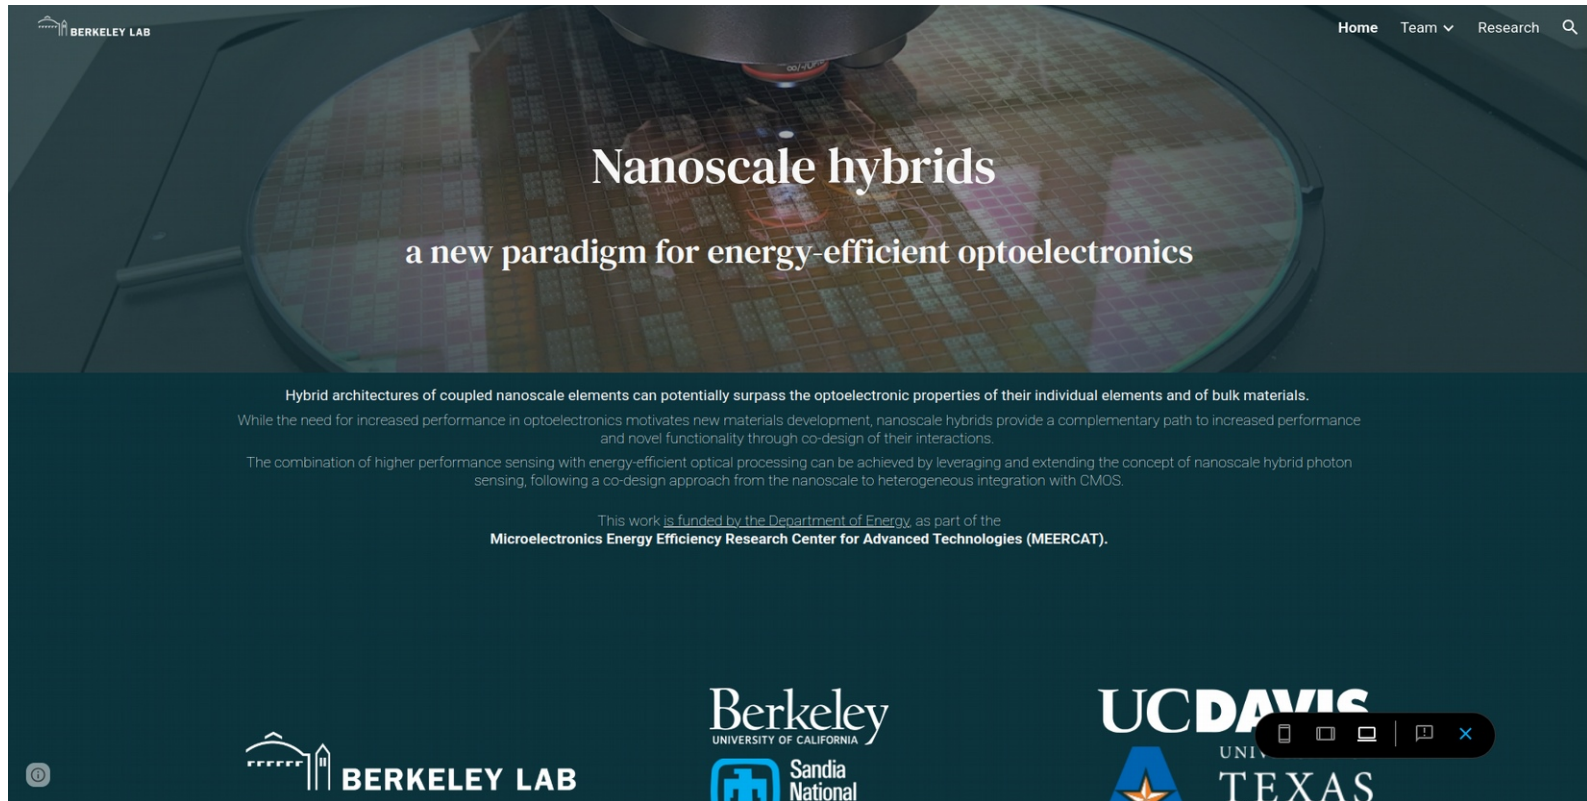 BERKELEY LAB
Home
Team
Research
∞/
Nanoscale hybrids
a new paradigm for energy-efficient optoelectronics
Hybrid architectures of coupled nanoscale elements can potentially surpass the optoelectronic properties of their individual elements and of bulk materials.
While the need for increased performance in optoelectronics motivates new materials development, nanoscale hybrids provide a complementary path to increased performance
and novel functionality through co-design of their interactions.
The combination of higher performance sensing with energy-efficient optical processing can be achieved by leveraging and extending the concept of nanoscale hybrid photon
sensing, following a co-design approach from the nanoscale to heterogeneous integration with CMOS.
This work is funded by the Department of Energy, as part of the
Microelectronics Energy Efficiency Research Center for Advanced Technologies (MEERCAT).
BERKELEY LAB
Berkeley
UNIVERSITY OF CALIFORNIA
Sandia
National
UC DAVIS
TEXAS